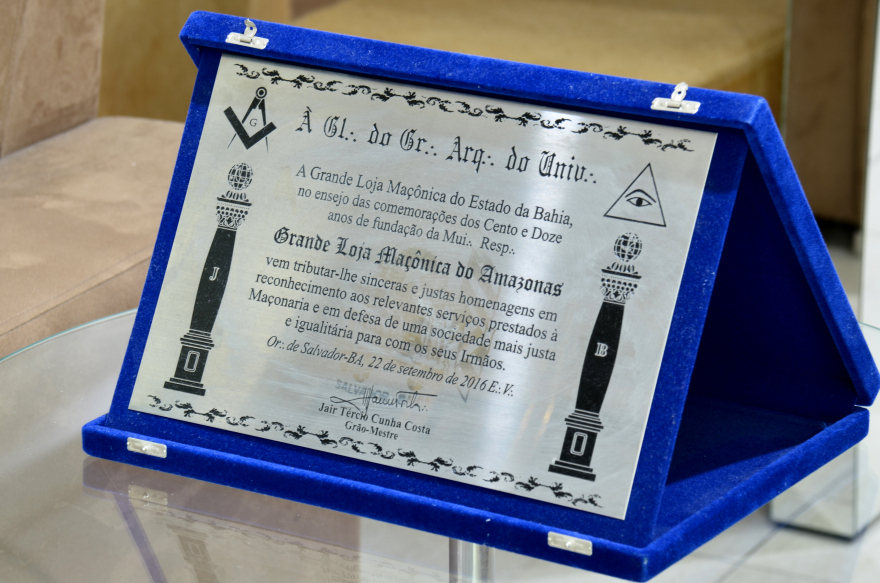 G
À Gl∴ do Gr∴ Arq∴ do Univ∴
A Grande Loja Maçônica do Estado da Bahia,
no ensejo das comemorações dos Cento e Doze
anos de fundação da Mui∴ Resp∴
Grande Loja Maçônica do Amazonas
vem tributar-lhe sinceras e justas homenagens em
reconhecimento aos relevantes serviços prestados à
Maçonaria e em defesa de uma sociedade mais justa
e igualitária para com os seus Irmãos.
Or∴ de Salvador-BA, 22 de setembro de 2016 E∴V∴
Jair Tércio Cunha Costa
Grão-Mestre
J
B